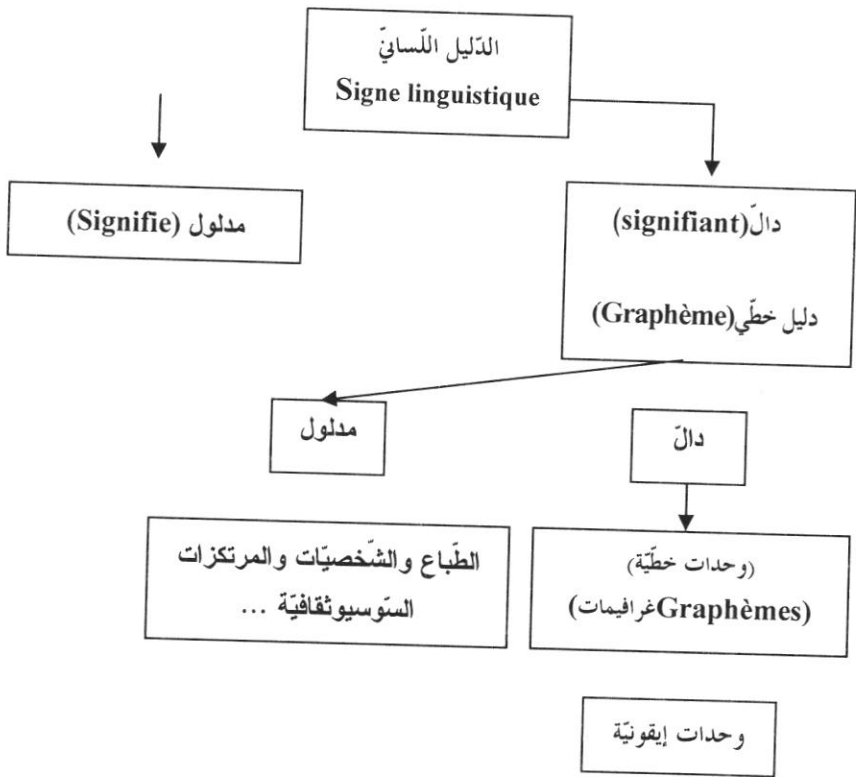 الدّليل اللّسانيّ
Signe linguistique
دالّ(signifiant)
دليل خطّي(Graphème)
مدلول (Signifie)
دالّ
مدلول
(وحدات خطّيّة)
(Graphèmesغرافيمات)
الطّباع والشّخصيّات والمرتكزات
السّوسيوثقافيّة ...
وحدات إيقونيّة